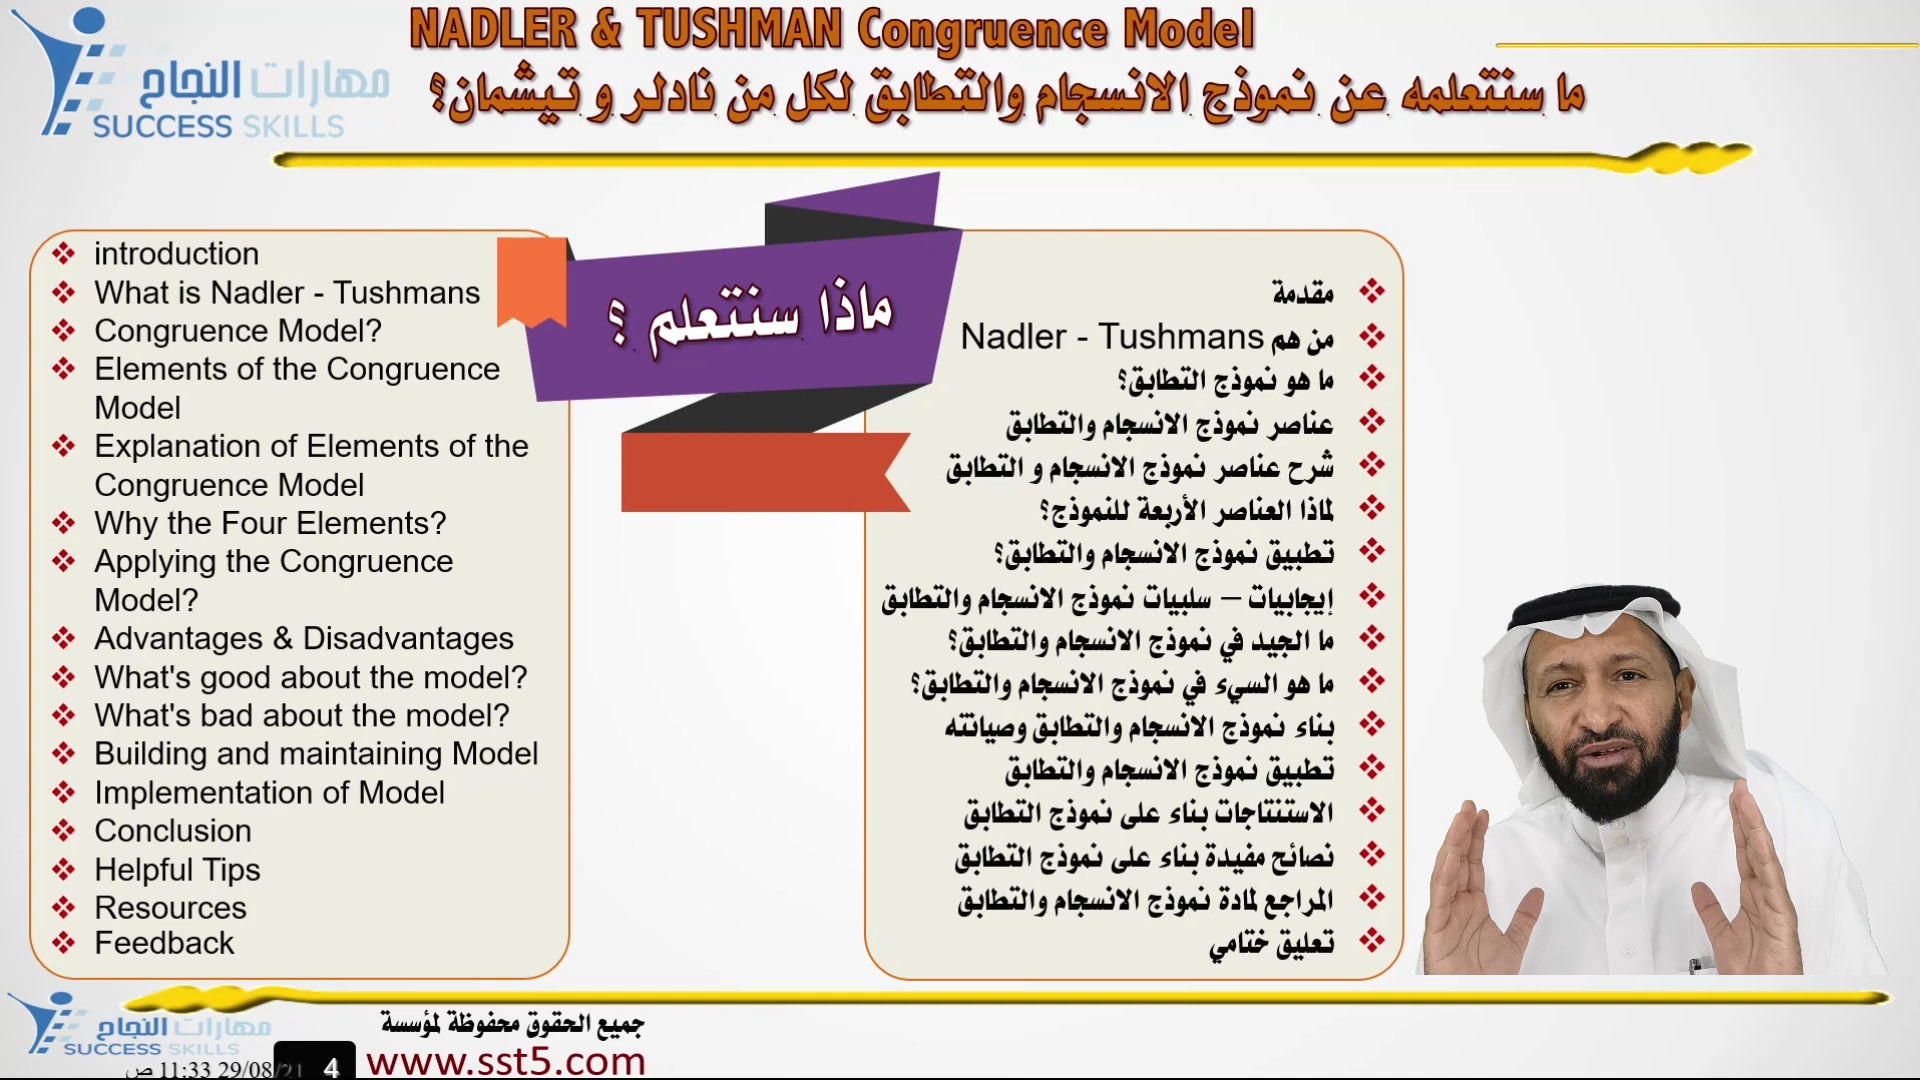 NADLER & TUSHMAN Congruence Model
ما سنتعلمه عن نموذج الانسجام والتطابق لكل من نادلر و تيشمان؟
مهارات النجاح
SUCCESS SKILLS
ماذا سنتعلم ؟
introduction
What is Nadler - Tushmans
Congruence Model?
Elements of the Congruence
Model
Explanation of Elements of the
Congruence Model
Why the Four Elements?
Applying the Congruence
Model?
Advantages & Disadvantages
What's good about the model?
What's bad about the model?
Building and maintaining Model
Implementation of Model
Conclusion
Helpful Tips
Resources
Feedback
مقدمة
من هم Nadler - Tushmans
ما هو نموذج التطابق؟
عناصر نموذج الانسجام والتطابق
شرح عناصر نموذج الانسجام و التطابق
لماذا العناصر الأربعة للنموذج؟
تطبيق نموذج الانسجام والتطابق؟
إيجابيات – سلبيات نموذج الانسجام والتطابق
ما الجيد في نموذج الانسجام والتطابق؟
ما هو السيء في نموذج الانسجام والتطابق؟
بناء نموذج الانسجام والتطابق وصيانته
تطبيق نموذج الانسجام والتطابق
الاستنتاجات بناء على نموذج التطابق
نصائح مفيدة بناء على نموذج التطابق
المراجع لمادة نموذج الانسجام والتطابق
تعليق ختامي
مهارات النجاح
SUCCESS SKILLS
جميع الحقوق محفوظة لمؤسسة
www.sst5.com
29/08/21 11:33 ص
4